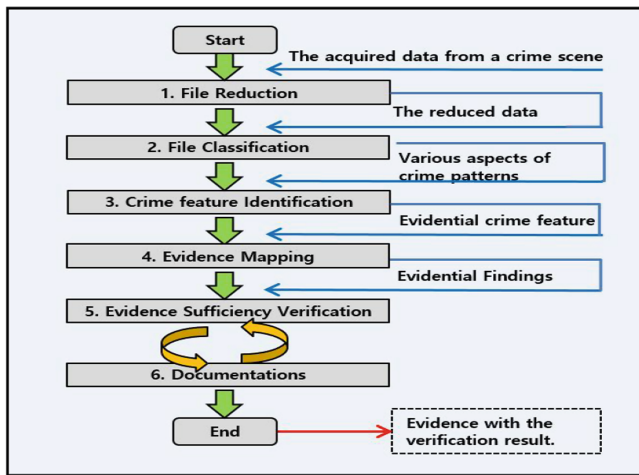 Start
The acquired data from a crime scene
1. File Reduction
The reduced data
2. File Classification
Various aspects of
crime patterns
3. Crime feature Identification
Evidential crime feature
4. Evidence Mapping
Evidential Findings
5. Evidence Sufficiency Verification
6. Documentations
End
Evidence with the
verification result.